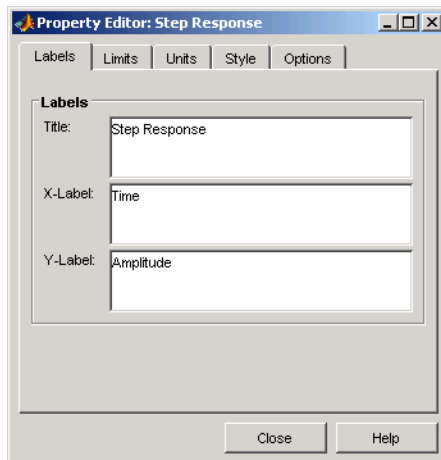 Property Editor: Step Response
Labels Limits Units Style Options
Labels
Title: Step Response
X-Label: Time
Y-Label: Amplitude
Close Help